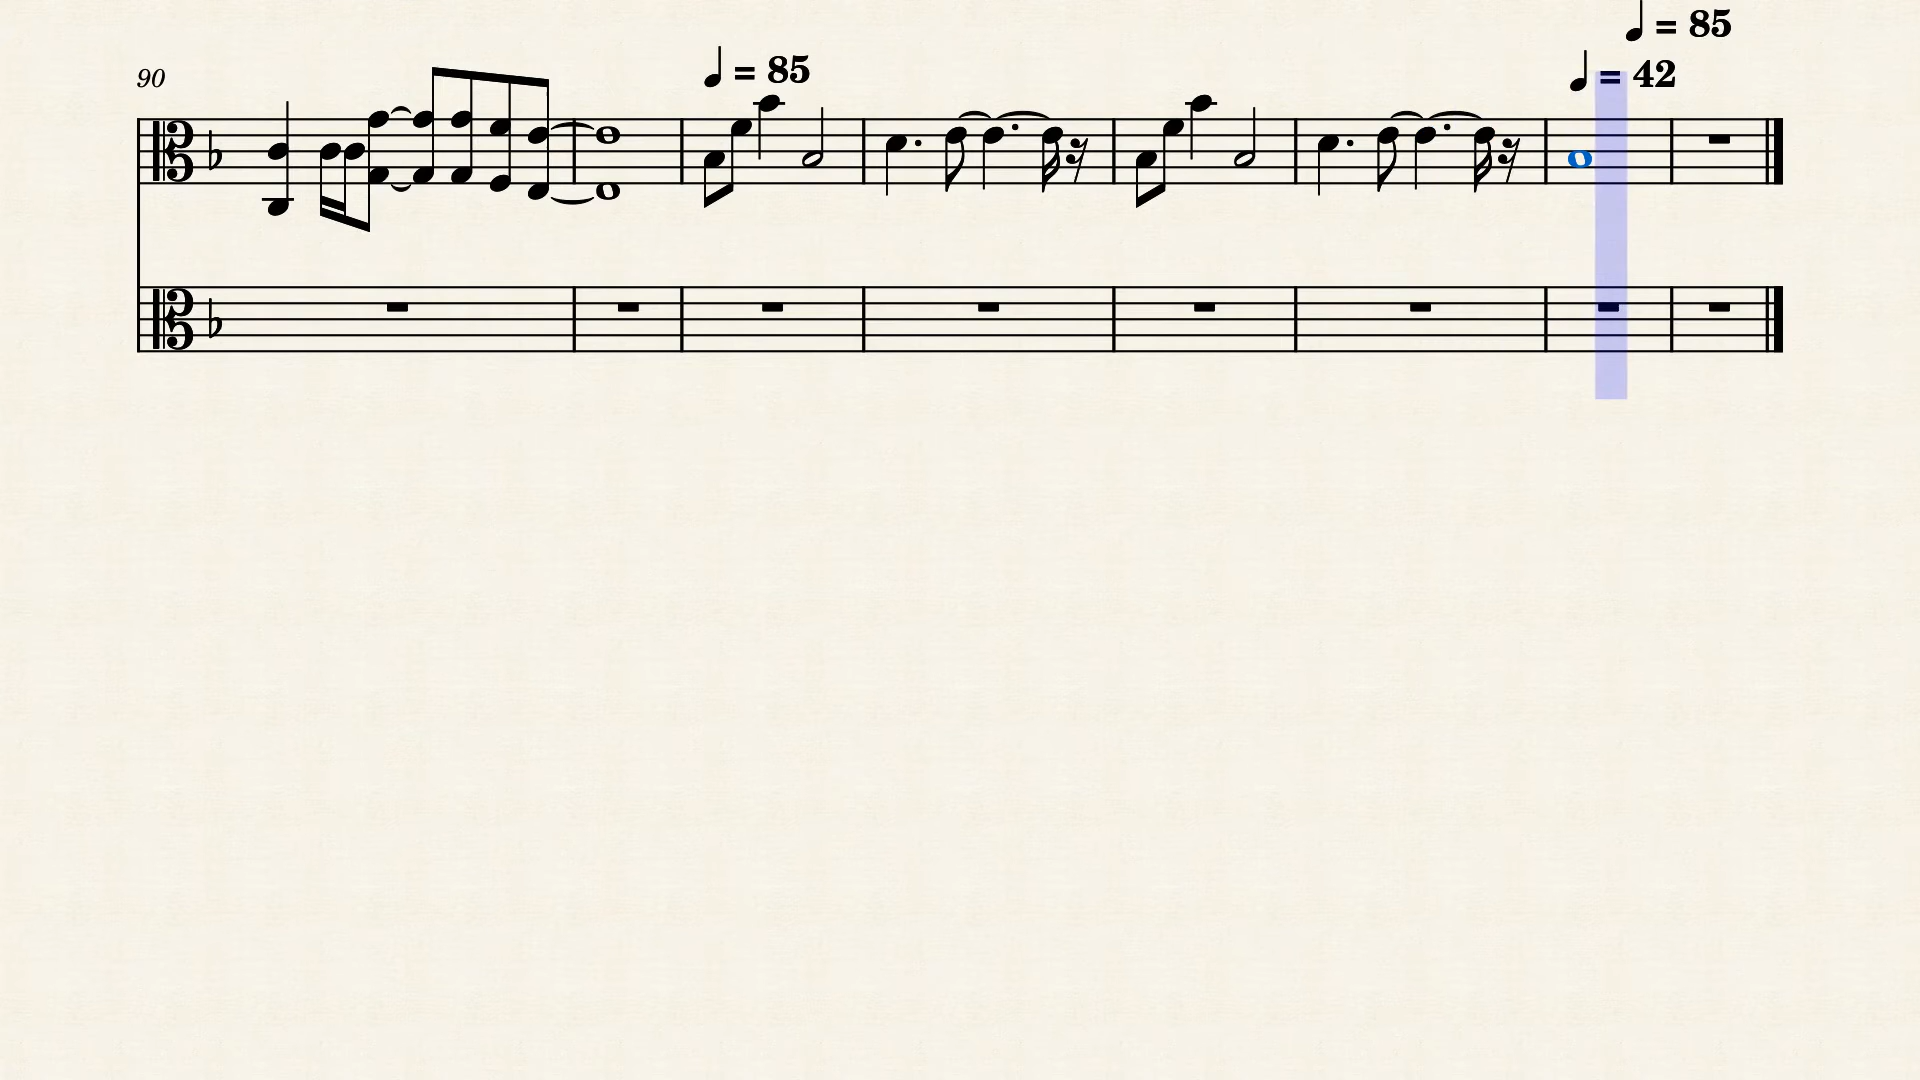 ♩ = 85
90
♩ = 85
♩ = 42